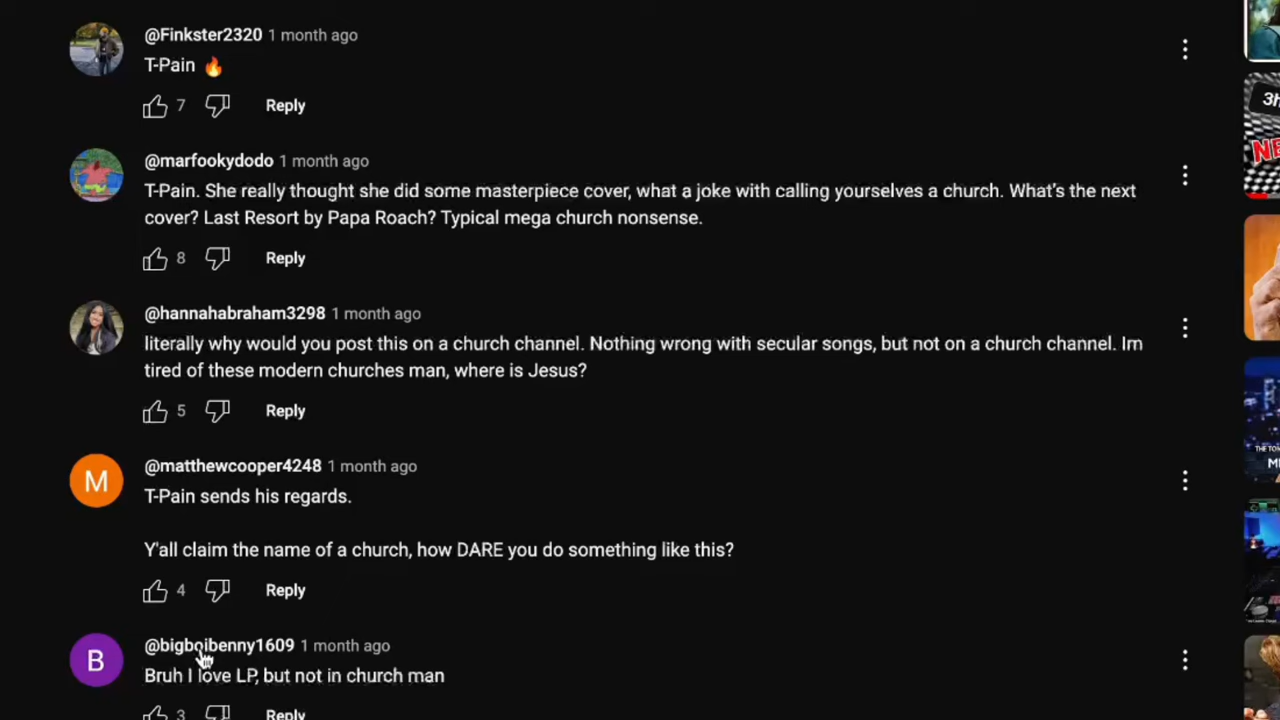 @Finkster2320 1 month ago
T-Pain 🔥
7 Reply
@marfookydodo 1 month ago
T-Pain. She really thought she did some masterpiece cover, what a joke with calling yourselves a church. What's the next
cover? Last Resort by Papa Roach? Typical mega church nonsense.
8 Reply
@hannahabraham3298 1 month ago
literally why would you post this on a church channel. Nothing wrong with secular songs, but not on a church channel. Im
tired of these modern churches man, where is Jesus?
5 Reply
M
@matthewcooper4248 1 month ago
T-Pain sends his regards.
Y'all claim the name of a church, how DARE you do something like this?
4 Reply
B
@bigboibenny1609 1 month ago
Bruh I love LP, but not in church man
3 Reply